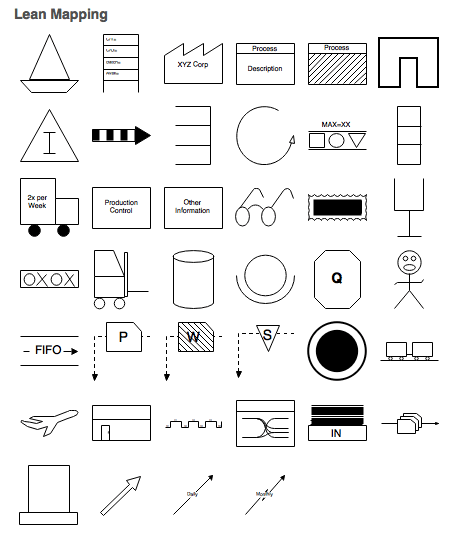 Lean Mapping
XYZ Corp
Process
Description
Process
I
MAX=XX
2x per
Week
Production
Control
Other
Information
OXOX
Q
FIFO
P
W
S
IN
Daily
Monthly